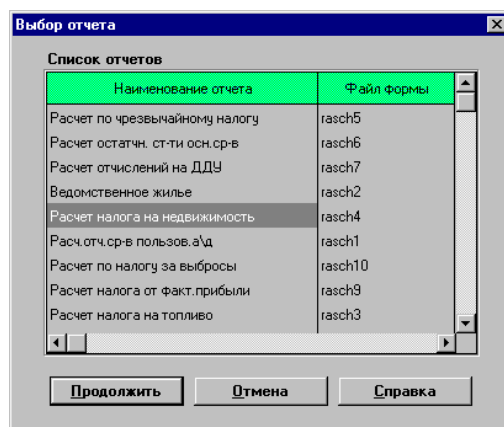 Выбор отчета
Список отчетов
Наименование отчета Файл формы
Расчет по чрезвычайному налогу rasch5
Расчет остатчн. ст-ти осн.ср-в rasch6
Расчет отчислений на ДДУ rasch7
Ведомственное жилье rasch2
Расчет налога на недвижимость rasch4
Расч.отч.ср-в пользов.а\д rasch1
Расчет по налогу за выбросы rasch10
Расчет налога от факт.прибыли rasch9
Расчет налога на топливо rasch3
Продолжить Отмена Справка